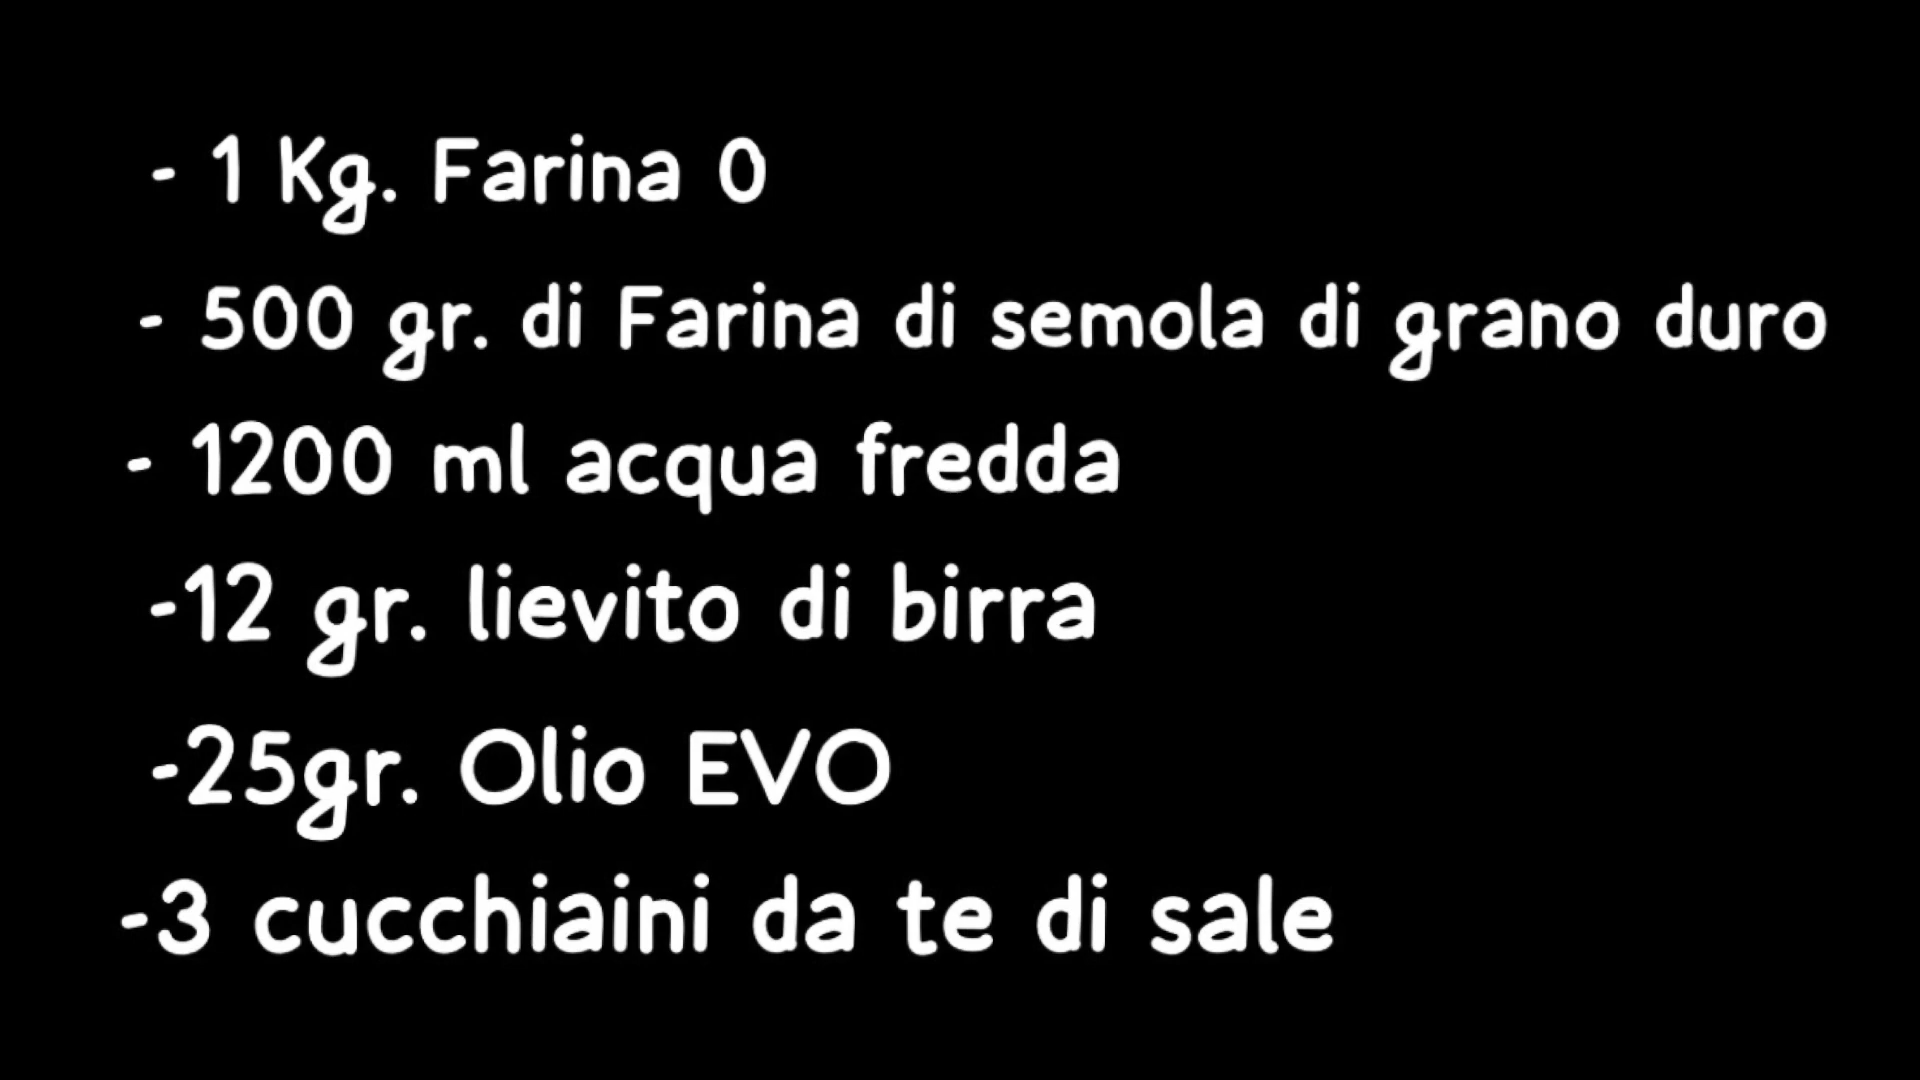 - 1 Kg. Farina 0
- 500 gr. di Farina di semola di grano duro
- 1200 ml acqua fredda
-12 gr. lievito di birra
-25gr. Olio EVO
-3 cucchiaini da te di sale